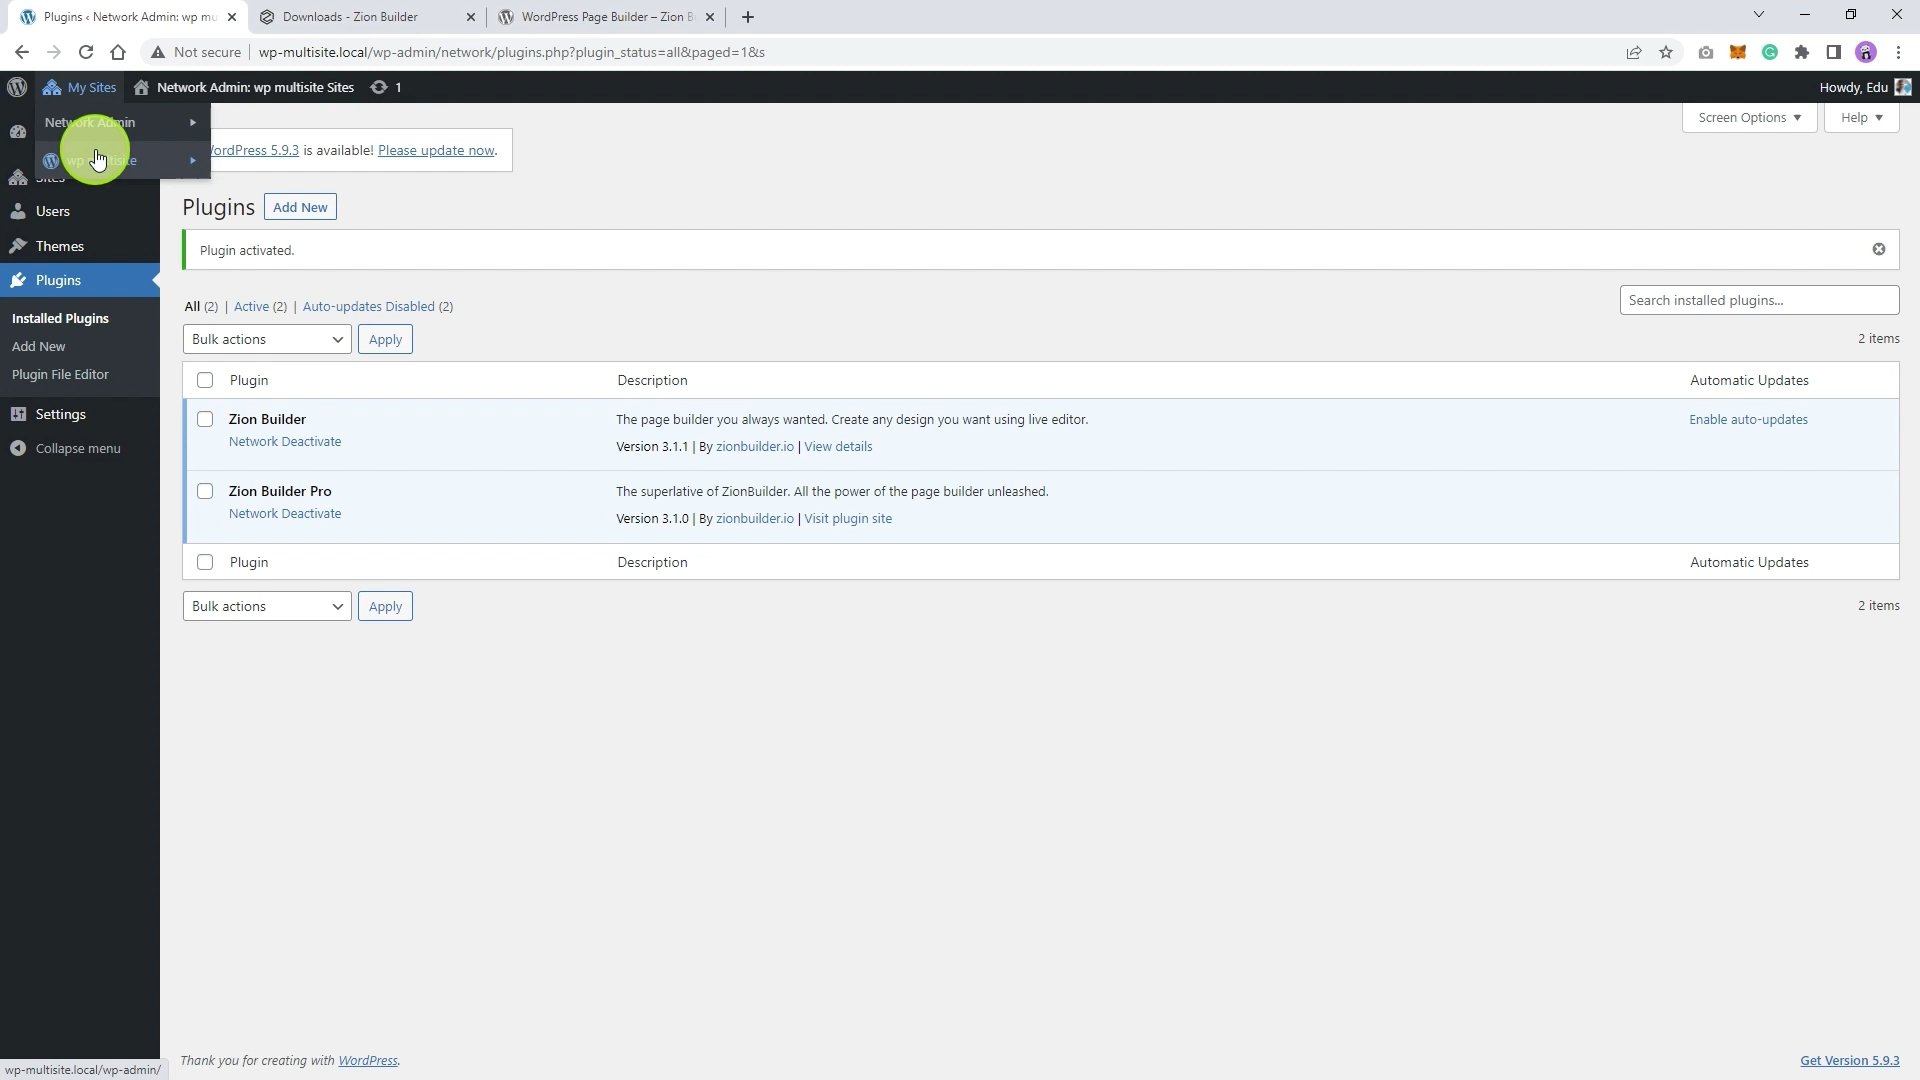 Plugins ‹ Network Admin: wp mu
Downloads - Zion Builder
WordPress Page Builder – Zion B
Not secure
wp-multisite.local/wp-admin/network/plugins.php?plugin_status=all&paged=1&s
My Sites
Network Admin: wp multisite Sites
1
Howdy, Edu
Network Admin
Screen Options
Help
WordPress 5.9.3 is available! Please update now.
wp multisite
Sites
Plugins
Add New
Users
Themes
Plugin activated.
Plugins
All (2) | Active (2) | Auto-updates Disabled (2)
Search installed plugins...
Installed Plugins
Bulk actions
Apply
2 items
Add New
Plugin File Editor
Plugin
Description
Automatic Updates
Settings
Zion Builder
The page builder you always wanted. Create any design you want using live editor.
Enable auto-updates
Network Deactivate
Version 3.1.1 | By zionbuilder.io | View details
Collapse menu
Zion Builder Pro
The superlative of ZionBuilder. All the power of the page builder unleashed.
Network Deactivate
Version 3.1.0 | By zionbuilder.io | Visit plugin site
Plugin
Description
Automatic Updates
Bulk actions
Apply
2 items
Thank you for creating with WordPress.
Get Version 5.9.3
wp-multisite.local/wp-admin/